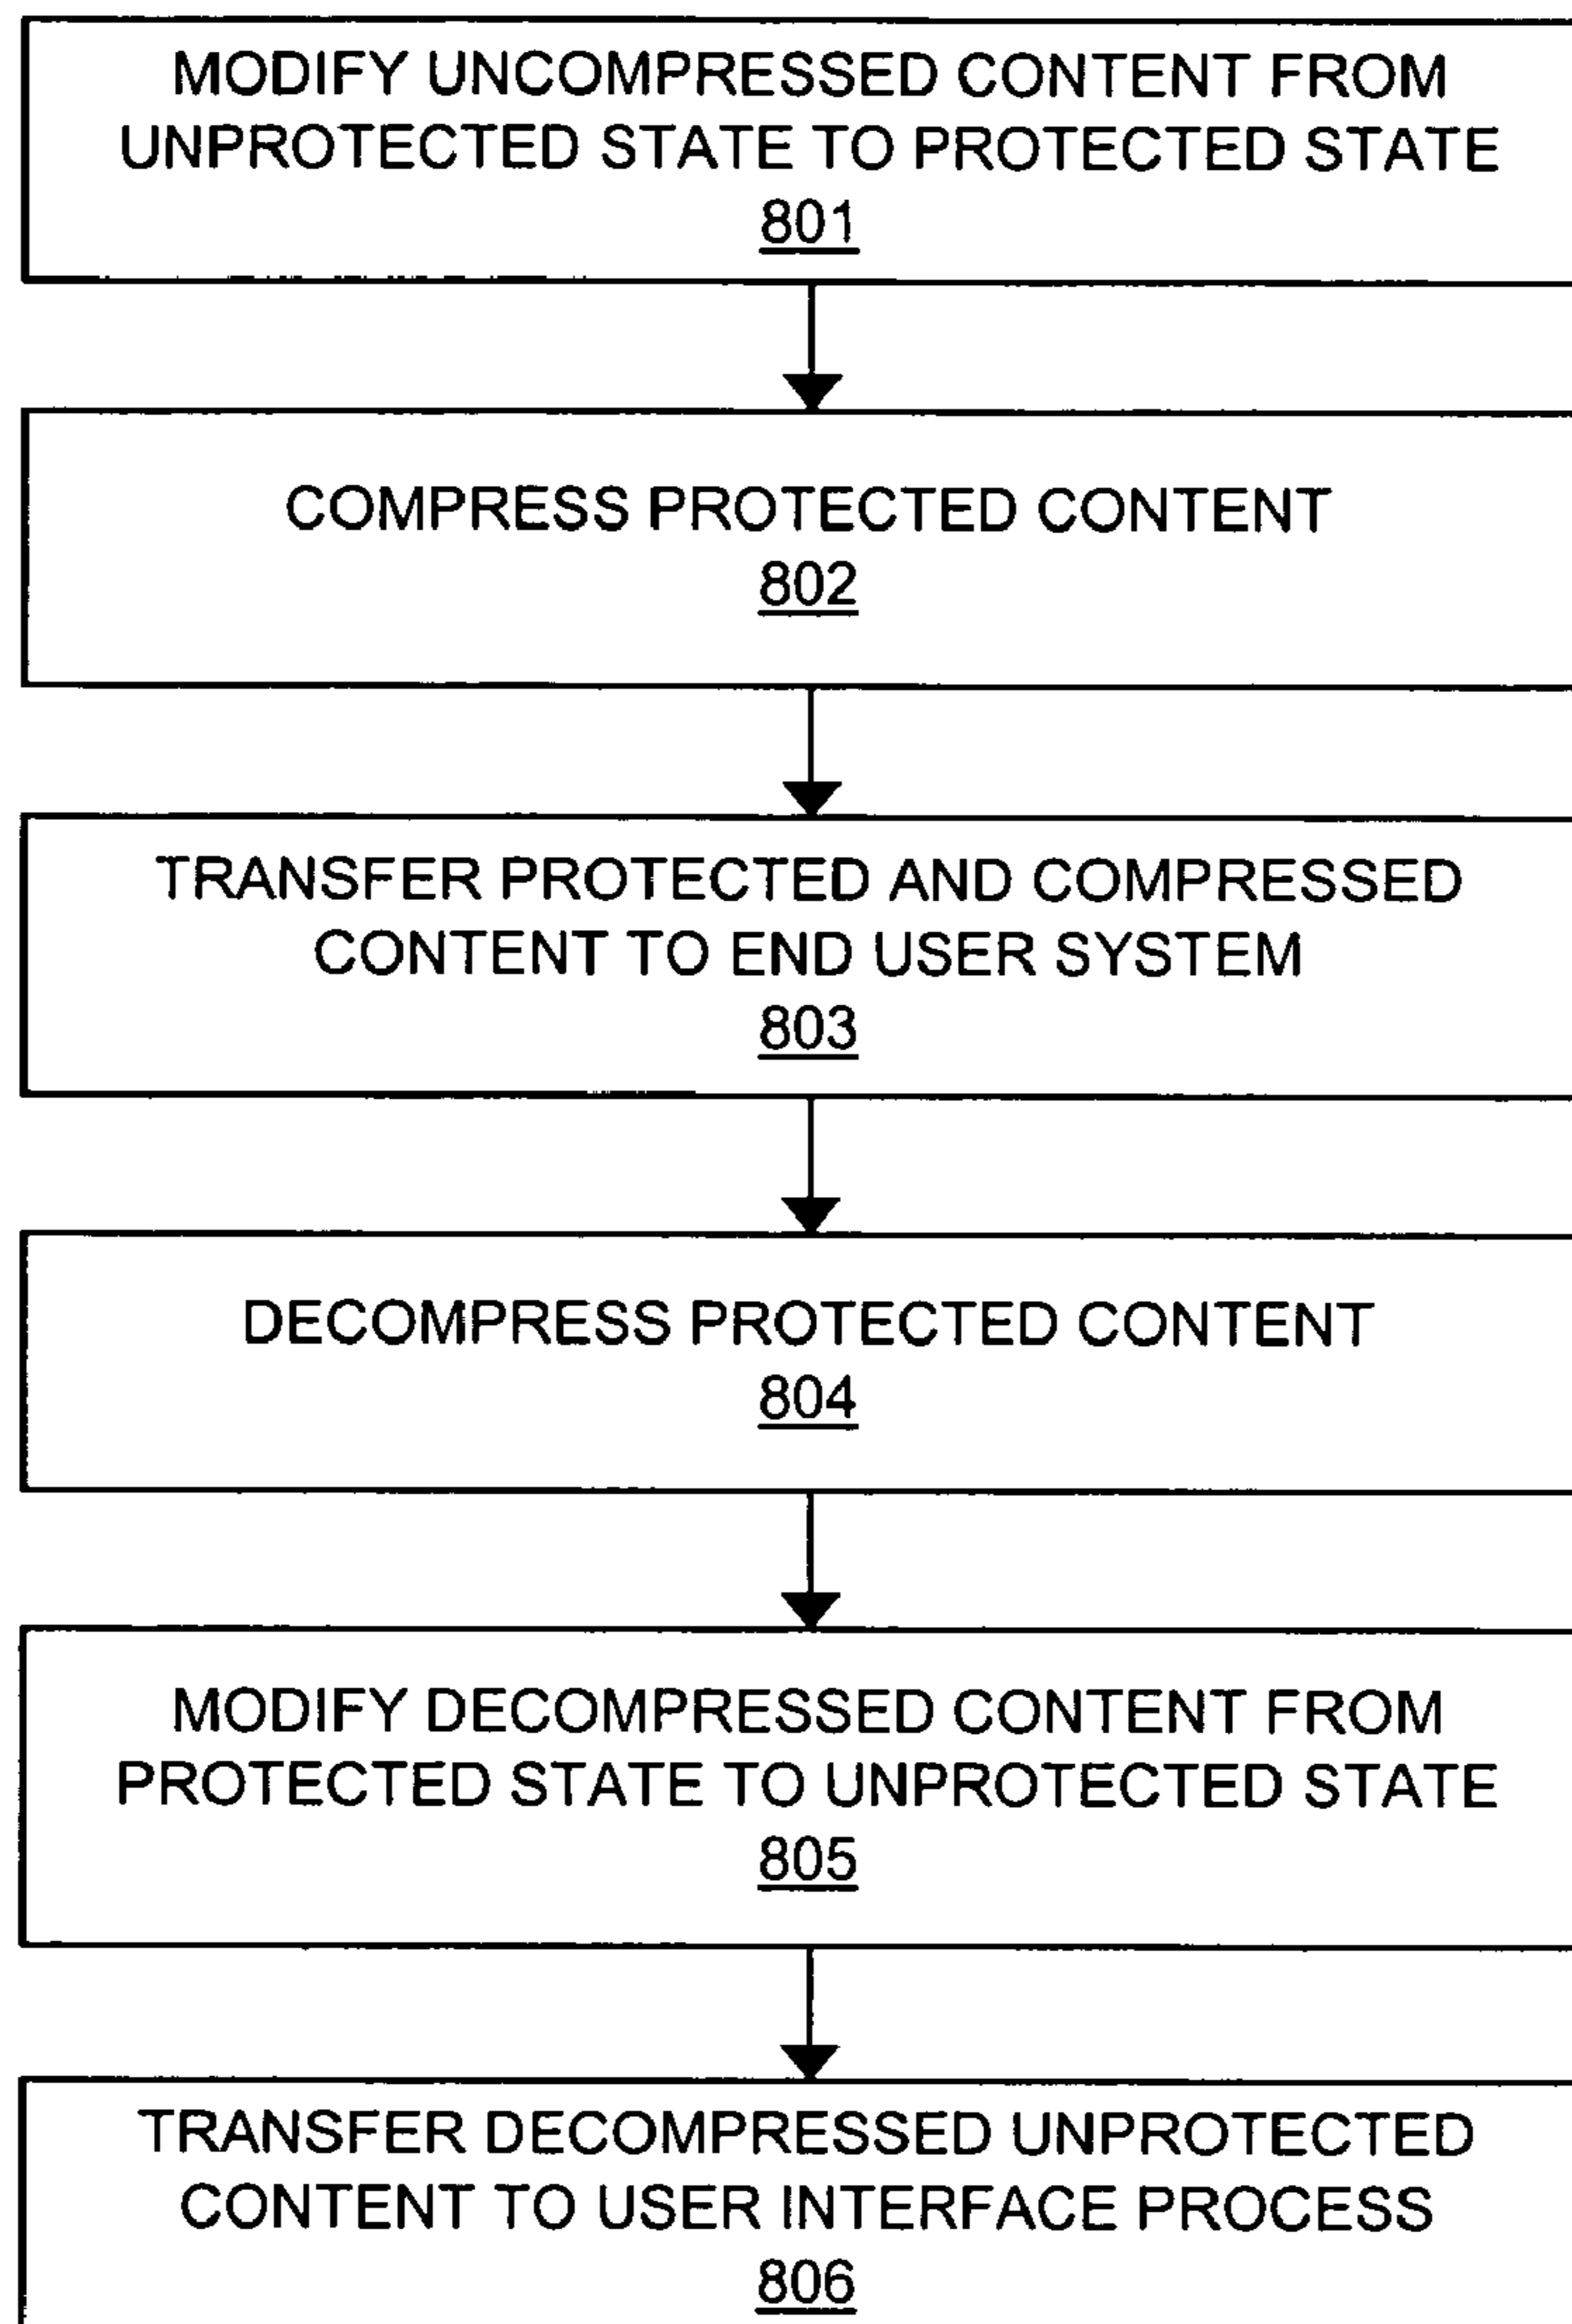 MODIFY UNCOMPRESSED CONTENT FROM
UNPROTECTED STATE TO PROTECTED STATE
801
COMPRESS PROTECTED CONTENT
802
TRANSFER PROTECTED AND COMPRESSED
CONTENT TO END USER SYSTEM
803
DECOMPRESS PROTECTED CONTENT
804
MODIFY DECOMPRESSED CONTENT FROM
PROTECTED STATE TO UNPROTECTED STATE
805
TRANSFER DECOMPRESSED UNPROTECTED
CONTENT TO USER INTERFACE PROCESS
806